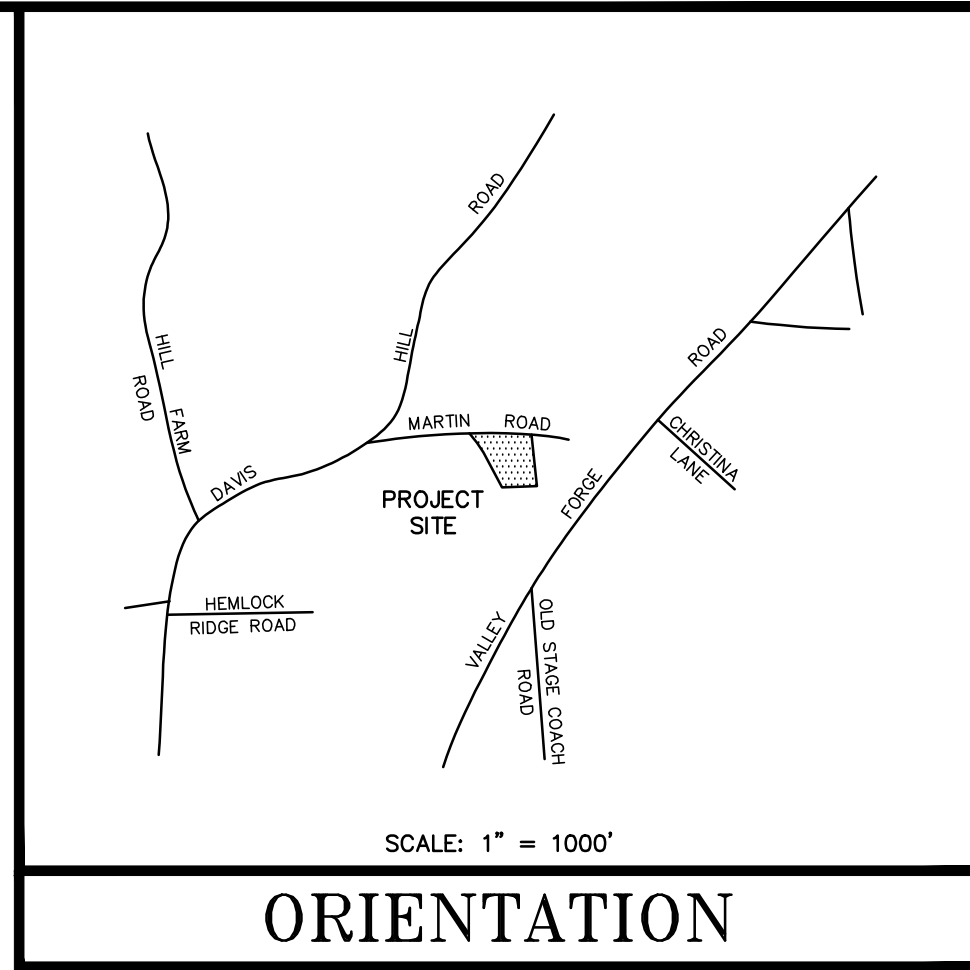 ROAD
HILL
DAVIS
HILL
FARM
ROAD
MARTIN ROAD
PROJECT
SITE
ROAD
FORGE
VALLEY
CHRISTINA
LANE
HEMLOCK
RIDGE ROAD
OLD STAGE COACH
ROAD
SCALE: 1" = 1000'
ORIENTATION